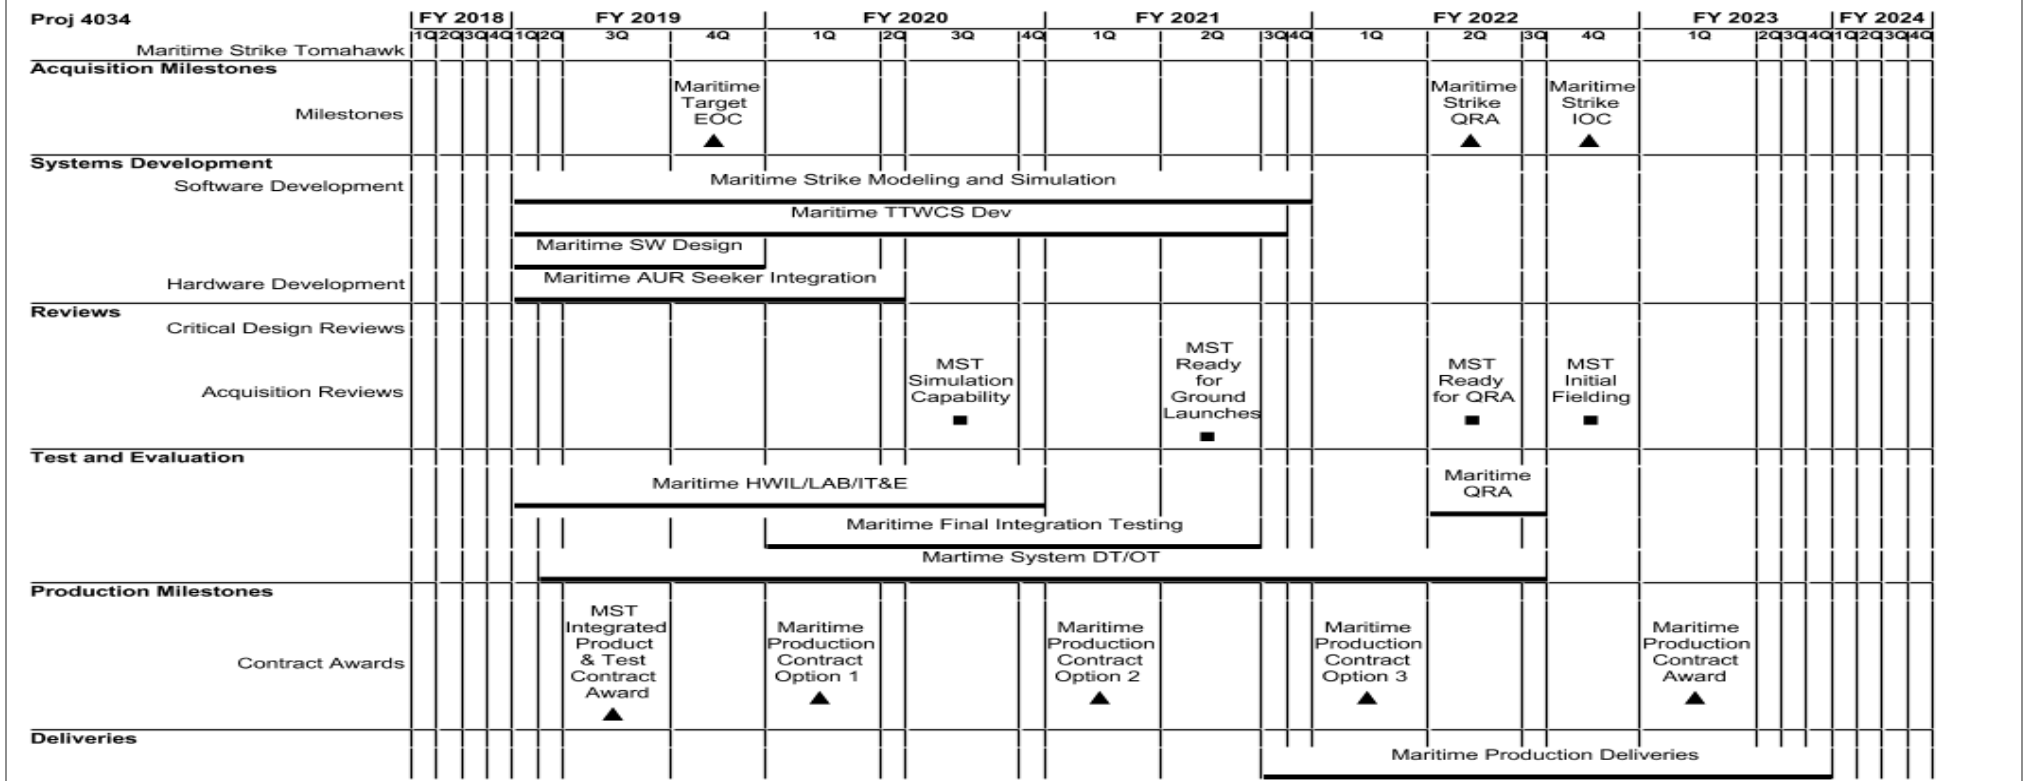 Proj 4034
FY 2018 FY 2019 FY 2020 FY 2021 FY 2022 FY 2023 FY 2024
1Q 2Q 3Q 4Q 1Q 2Q 3Q 4Q 1Q 2Q 3Q 4Q 1Q 2Q 3Q 4Q 1Q 2Q 3Q 4Q 1Q 2Q 3Q 4Q 1Q 2Q 3Q 4Q
Maritime Strike Tomahawk
Acquisition Milestones
Milestones
Maritime
Target
EOC
Maritime
Strike
QRA
Maritime
Strike
IOC
Systems Development
Software Development
Maritime Strike Modeling and Simulation
Maritime TTWCS Dev
Maritime SW Design
Hardware Development
Maritime AUR Seeker Integration
Reviews
Critical Design Reviews
Acquisition Reviews
MST
Simulation
Capability
MST
Ready
for
Ground
Launches
MST
Ready
for QRA
MST
Initial
Fielding
Test and Evaluation
Maritime HWIL/LAB/IT&E
Maritime
QRA
Maritime Final Integration Testing
Martime System DT/OT
Production Milestones
Contract Awards
MST
Integrated
Product
& Test
Contract
Award
Maritime
Production
Contract
Option 1
Maritime
Production
Contract
Option 2
Maritime
Production
Contract
Option 3
Maritime
Production
Contract
Award
Deliveries
Maritime Production Deliveries